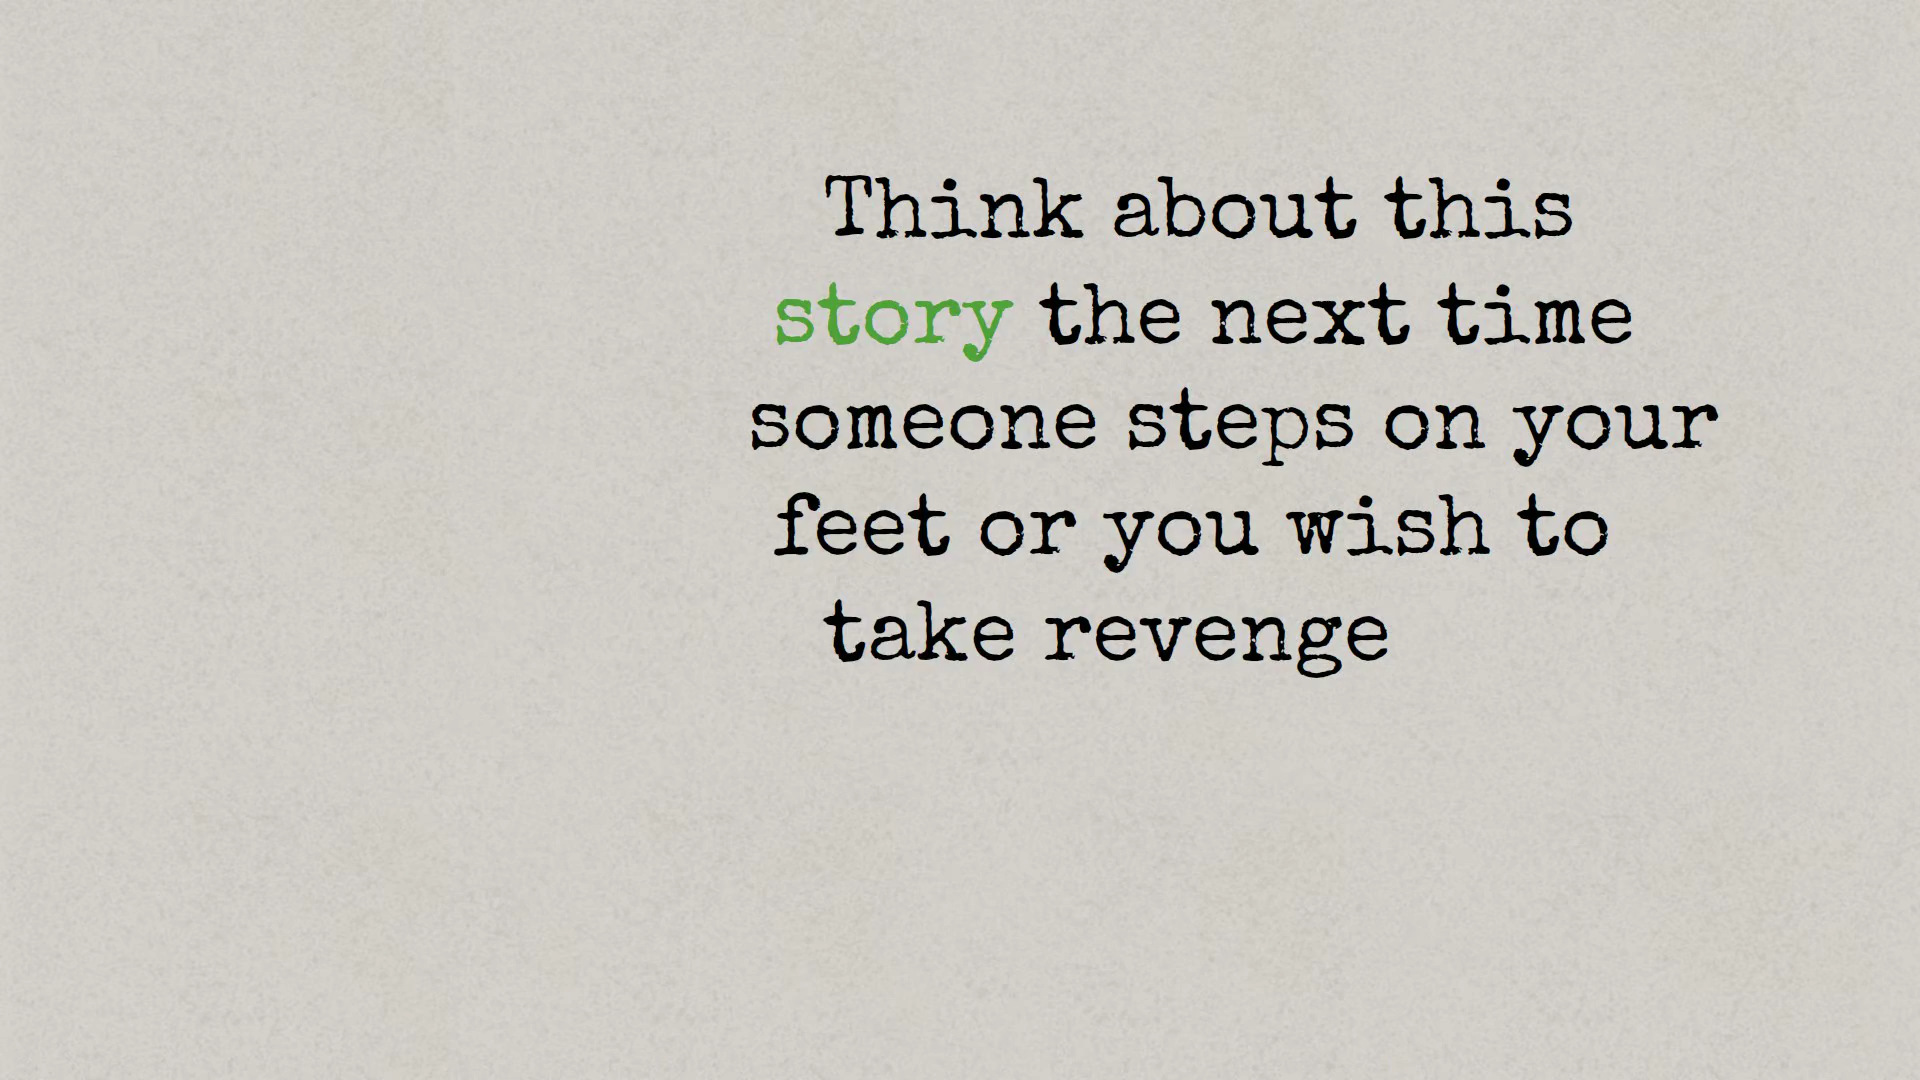 Think about this
story the next time
someone steps on your
feet or you wish to
take revenge